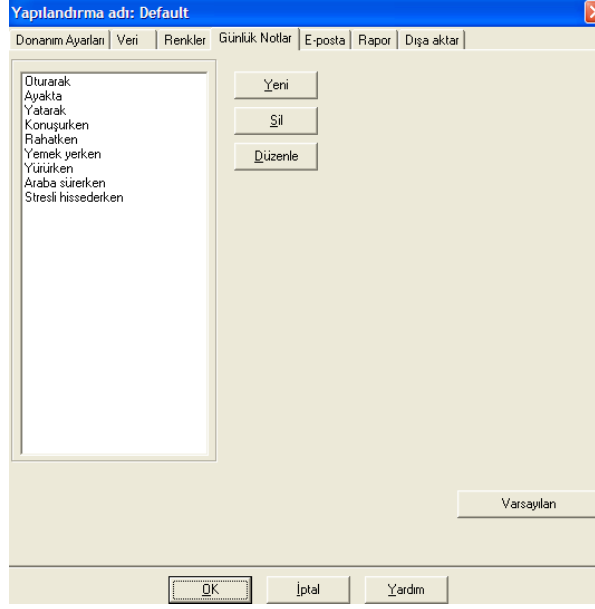 Yapılandırma adı: Default
Donanım Ayarları Veri Renkler Günlük Notlar E-posta Rapor Dışa aktar
Oturarak
Ayakta
Yatarak
Konuşurken
Rahatken
Yemek yerken
Yürürken
Araba sürerken
Stresli hissederken
Yeni
Sil
Düzenle
Varsayılan
OK İptal Yardım